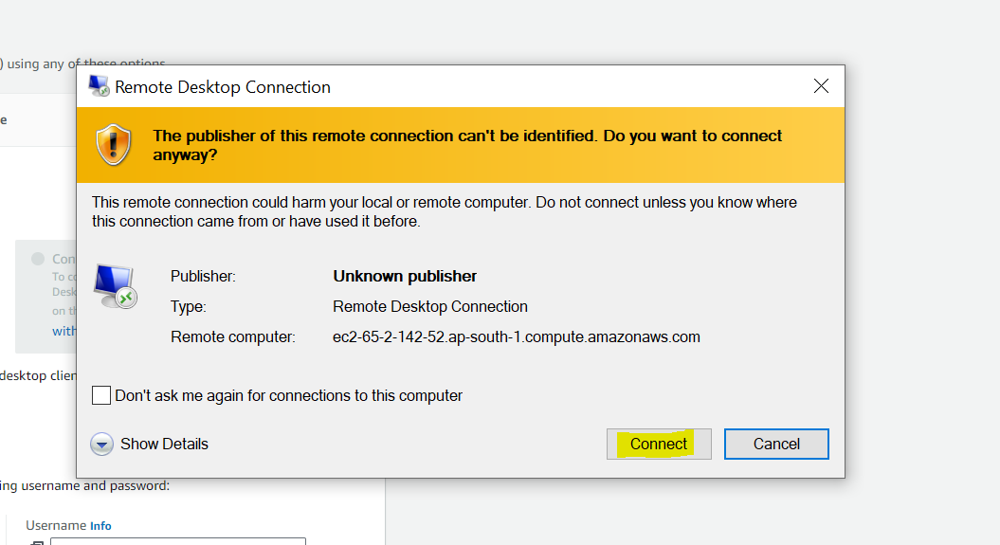 ) using any of these options
Remote Desktop Connection
e
The publisher of this remote connection can't be identified. Do you want to connect
anyway?
This remote connection could harm your local or remote computer. Do not connect unless you know where
this connection came from or have used it before.
Con
To co
Desk
on th
with
Publisher: Unknown publisher
Type: Remote Desktop Connection
Remote computer: ec2-65-2-142-52.ap-south-1.compute.amazonaws.com
desktop clien
Don't ask me again for connections to this computer
Show Details
Connect
Cancel
ing username and password:
Username Info